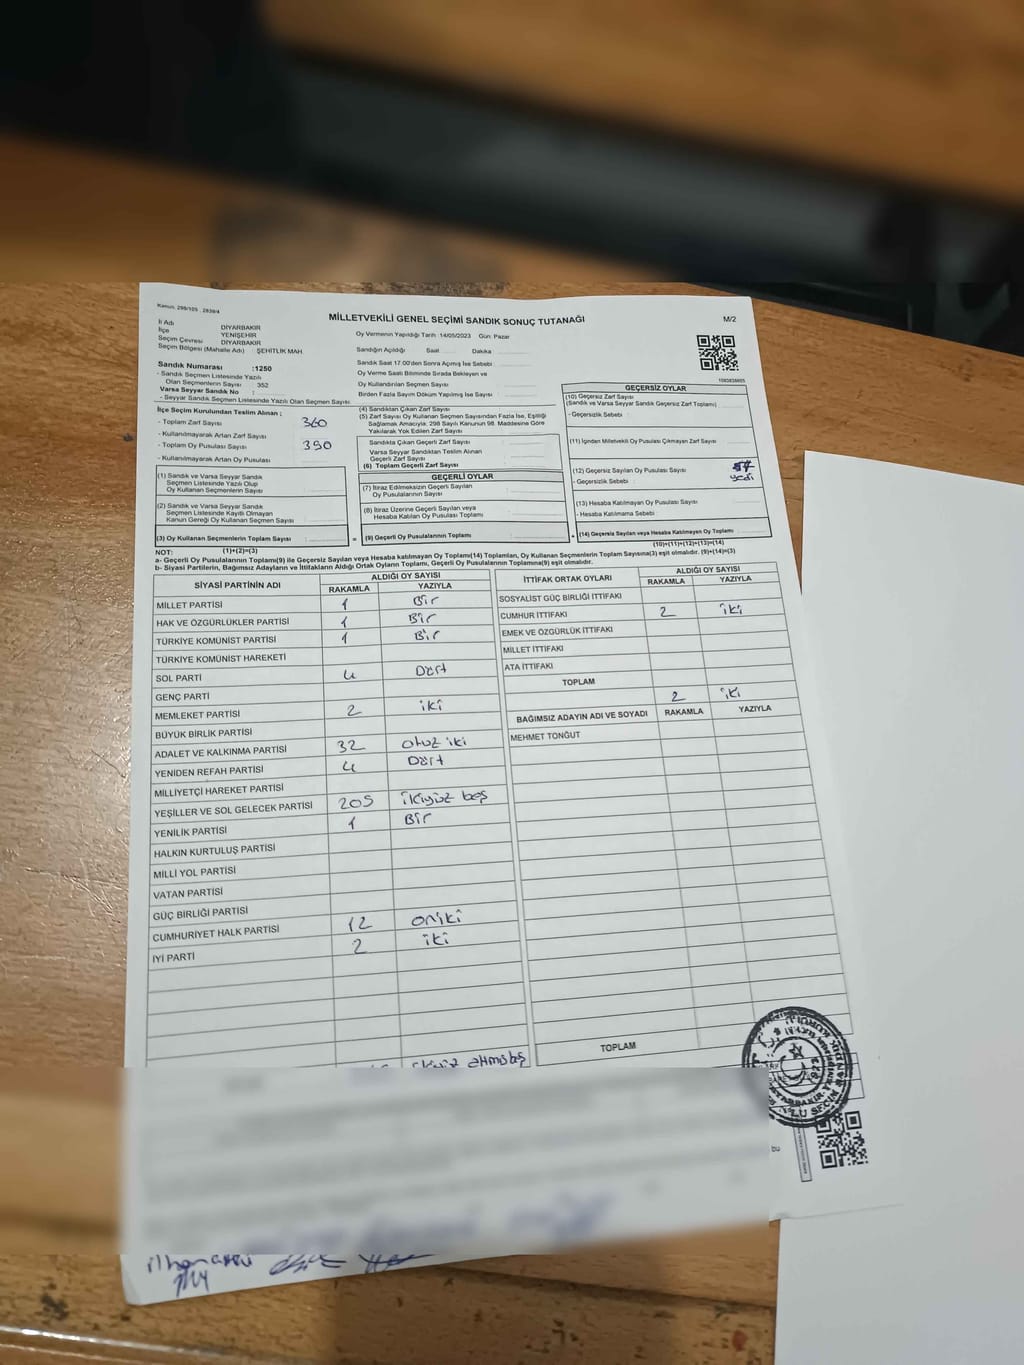 Kanun: 298/105 , 2839/4
MİLLETVEKİLİ GENEL SEÇİMİ SANDIK SONUÇ TUTANAĞI
M/2
İl Adı DİYARBAKIR
İlçe YENİŞEHİR
Seçim Çevresi DİYARBAKIR
Seçim Bölgesi (Mahalle Adı) ŞEHİTLİK MAH.
Sandık Numarası :1250
- Sandık Seçmen Listesinde Yazılı
Olan Seçmenlerin Sayısı : 352
Varsa Seyyar Sandık No :
- Seyyar Sandık Seçmen Listesinde Yazılı Olan Seçmen Sayısı
Oy Vermenin Yapıldığı Tarih :14/05/2023 Gün: Pazar
Sandığın Açıldığı Saat Dakika :
Sandık Saat 17.00'den Sonra Açmış İse Sebebi
Oy Verme Saati Bitiminde Sırada Bekleyen ve
Oy Kullandırılan Seçmen Sayısı
Birden Fazla Sayım Döküm Yapılmış İse Sayısı
İlçe Seçim Kurulundan Teslim Alınan ;
- Toplam Zarf Sayısı 360
- Kullanılmayarak Artan Zarf Sayısı
- Toplam Oy Pusulası Sayısı 390
- Kullanılmayarak Artan Oy Pusulası
(4) Sandıktan Çıkan Zarf Sayısı
(5) Zarf Sayısı Oy Kullanan Seçmen Sayısından Fazla İse, Eşitliği
Sağlamak Amacıyla, 298 Sayılı Kanunun 98. Maddesine Göre
Yakılarak Yok Edilen Zarf Sayısı
Sandıkta Çıkan Geçerli Zarf Sayısı
Varsa Seyyar Sandıktan Teslim Alınan
Geçerli Zarf Sayısı
(6) Toplam Geçerli Zarf Sayısı
GEÇERSİZ OYLAR
(10) Geçersiz Zarf Sayısı
(Sandık ve Varsa Seyyar Sandık Geçersiz Zarf Toplamı)
- Geçersizlik Sebebi
(11) İçinden Milletvekili Oy Pusulası Çıkmayan Zarf Sayısı
(12) Geçersiz Sayılan Oy Pusulası Sayısı
- Geçersizlik Sebebi : yedi
(13) Hesaba Katılmayan Oy Pusulası Sayısı
- Hesaba Katılmama Sebebi
(14) Geçersiz Sayılan veya Hesaba Katılmayan Oy Toplamı
(10)+(11)+(12)+(13)=(14)
(1) Sandık ve Varsa Seyyar Sandık
Seçmen Listesinde Yazılı Olup
Oy Kullanan Seçmenlerin Sayısı
(2) Sandık ve Varsa Seyyar Sandık
Seçmen Listesinde Kayıtlı Olmayan
Kanun Gereği Oy Kullanan Seçmen Sayısı
(3) Oy Kullanan Seçmenlerin Toplam Sayısı
(1)+(2)=(3)
GEÇERLİ OYLAR
(7) İtiraz Edilmeksizin Geçerli Sayılan
Oy Pusulalarının Sayısı
(8) İtiraz Üzerine Geçerli Sayılan veya
Hesaba Katılan Oy Pusulaları Toplamı
(9) Geçerli Oy Pusulalarının Toplamı
NOT:
a- Geçerli Oy Pusulalarının Toplamı(9) ile Geçersiz Sayılan veya Hesaba katılmayan Oy Toplamı(14) Toplamları, Oy Kullanan Seçmenlerin Toplam Sayısına(3) eşit olmalıdır. (9)+(14)=(3)
b- Siyasi Partilerin, Bağımsız Adayların ve İttifakların Aldığı Ortak Oyların Toplamı, Geçerli Oy Pusulalarının Toplamına(9) eşit olmalıdır.
SİYASİ PARTİNİN ADI ALDIĞI OY SAYISI
RAKAMLA YAZIYLA
MİLLET PARTİSİ 1 Bir
HAK VE ÖZGÜRLÜKLER PARTİSİ 1 Bir
TÜRKİYE KOMÜNİST PARTİSİ 1 Bir
TÜRKİYE KOMÜNİST HAREKETİ
SOL PARTİ 4 Dört
GENÇ PARTİ
MEMLEKET PARTİSİ 2 iki
BÜYÜK BİRLİK PARTİSİ
ADALET VE KALKINMA PARTİSİ 32 otuz iki
YENİDEN REFAH PARTİSİ 4 Dört
MİLLİYETÇİ HAREKET PARTİSİ
YEŞİLLER VE SOL GELECEK PARTİSİ 205 ikiyüz beş
YENİLİK PARTİSİ 1 Bir
HALKIN KURTULUŞ PARTİSİ
MİLLİ YOL PARTİSİ
VATAN PARTİSİ
GÜÇ BİRLİĞİ PARTİSİ
CUMHURİYET HALK PARTİSİ 12 oniki
İYİ PARTİ 2 iki
ikiyüz atmışbeş
İTTİFAK ORTAK OYLARI ALDIĞI OY SAYISI
RAKAMLA YAZIYLA
SOSYALİST GÜÇ BİRLİĞİ İTTİFAKI
CUMHUR İTTİFAKI 2 iki
EMEK VE ÖZGÜRLÜK İTTİFAKI
MİLLET İTTİFAKI
ATA İTTİFAKI
TOPLAM 2 iki
BAĞIMSIZ ADAYIN ADI VE SOYADI RAKAMLA YAZIYLA
MEHMET TONĞUT
TOPLAM